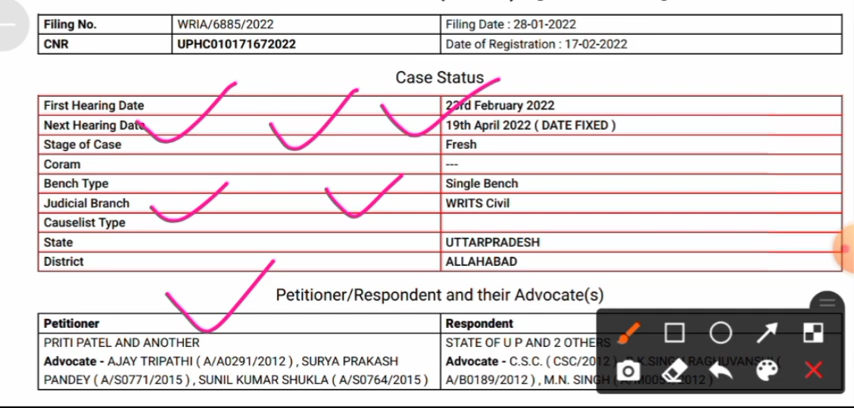 Filing No. WRIA/6885/2022 Filing Date : 28-01-2022
CNR UPHC010171672022 Date of Registration : 17-02-2022
Case Status
First Hearing Date 23rd February 2022
Next Hearing Date 19th April 2022 ( DATE FIXED )
Stage of Case Fresh
Coram ---
Bench Type Single Bench
Judicial Branch WRITS Civil
Causelist Type
State UTTARPRADESH
District ALLAHABAD
Petitioner/Respondent and their Advocate(s)
Petitioner Respondent
PRITI PATEL AND ANOTHER STATE OF U P AND 2 OTHERS
Advocate - AJAY TRIPATHI ( A/A0291/2012 ) , SURYA PRAKASH Advocate - C.S.C. ( CSC/2012 ) RAGHUVANSHI (
PANDEY ( A/S0771/2015 ) , SUNIL KUMAR SHUKLA ( A/S0764/2015 ) A/B0189/2012 ) , M.N. SINGH